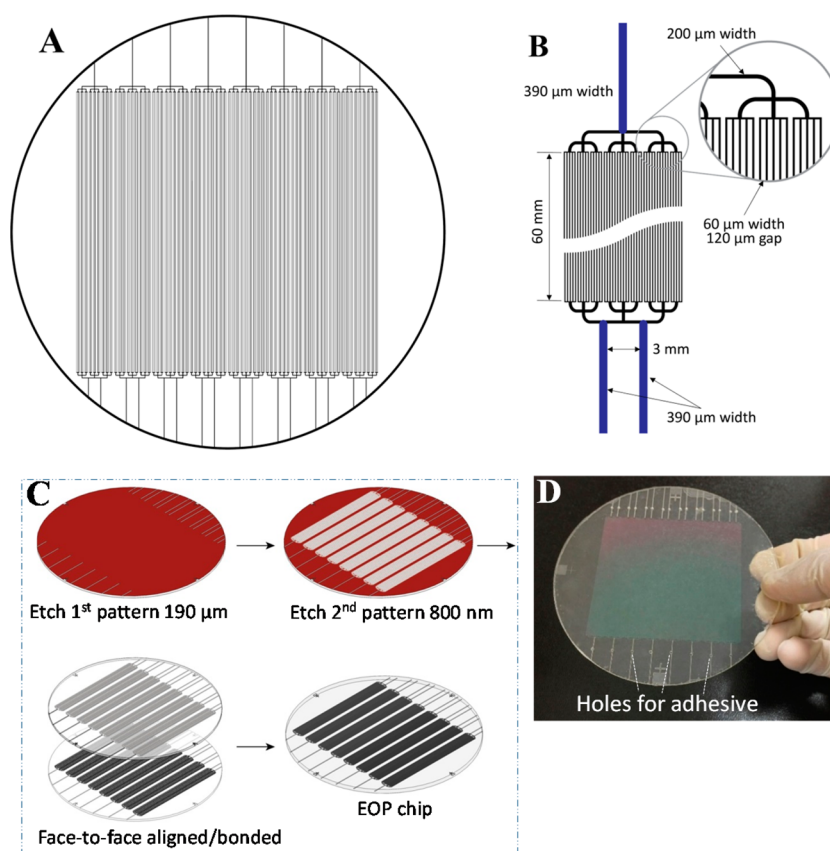 A
B
200 µm width
390 µm width
60 mm
60 µm width
120 µm gap
3 mm
390 µm width
C
Etch 1st pattern 190 µm
Etch 2nd pattern 800 nm
Face-to-face aligned/bonded
EOP chip
D
Holes for adhesive